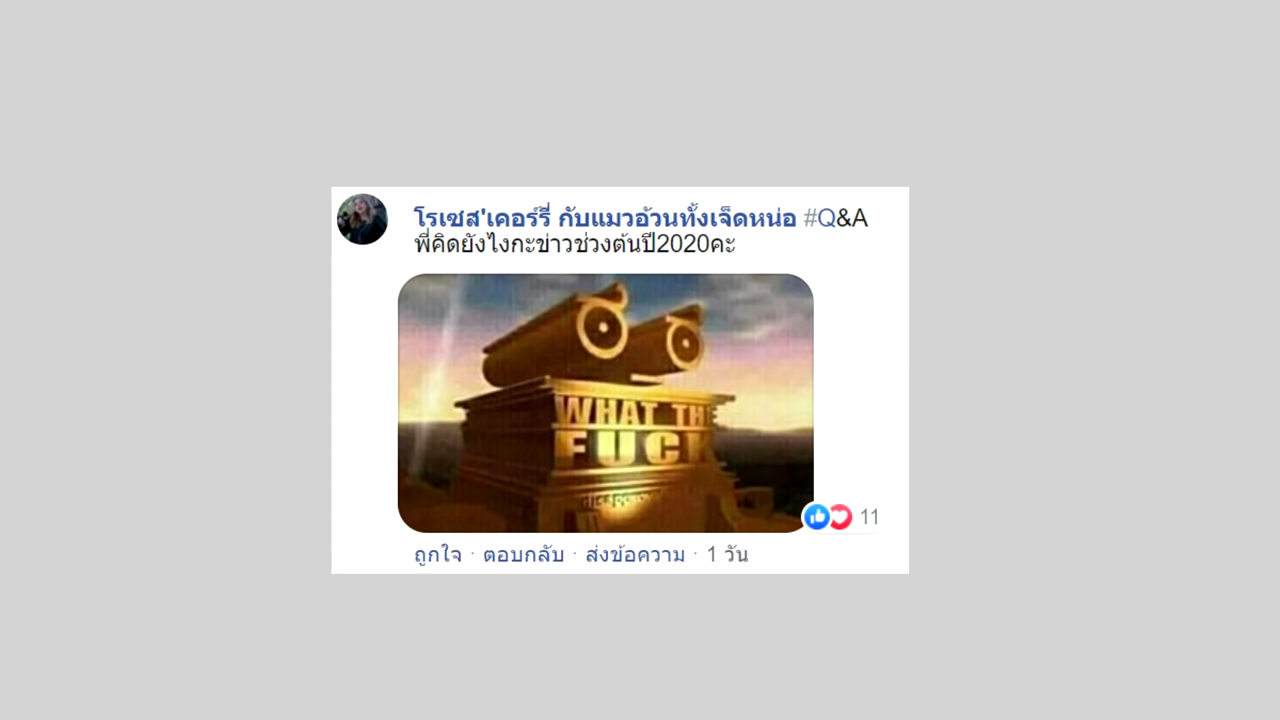 โรเซส'เคอร์รี่ กับแมวอ้วนทั้งเจ็ดหน่อ #Q&A
พี่คิดยังไงกะข่าวช่วงต้นปี2020คะ
WHAT TH
FUCK
11
ถูกใจ · ตอบกลับ · ส่งข้อความ · 1 วัน